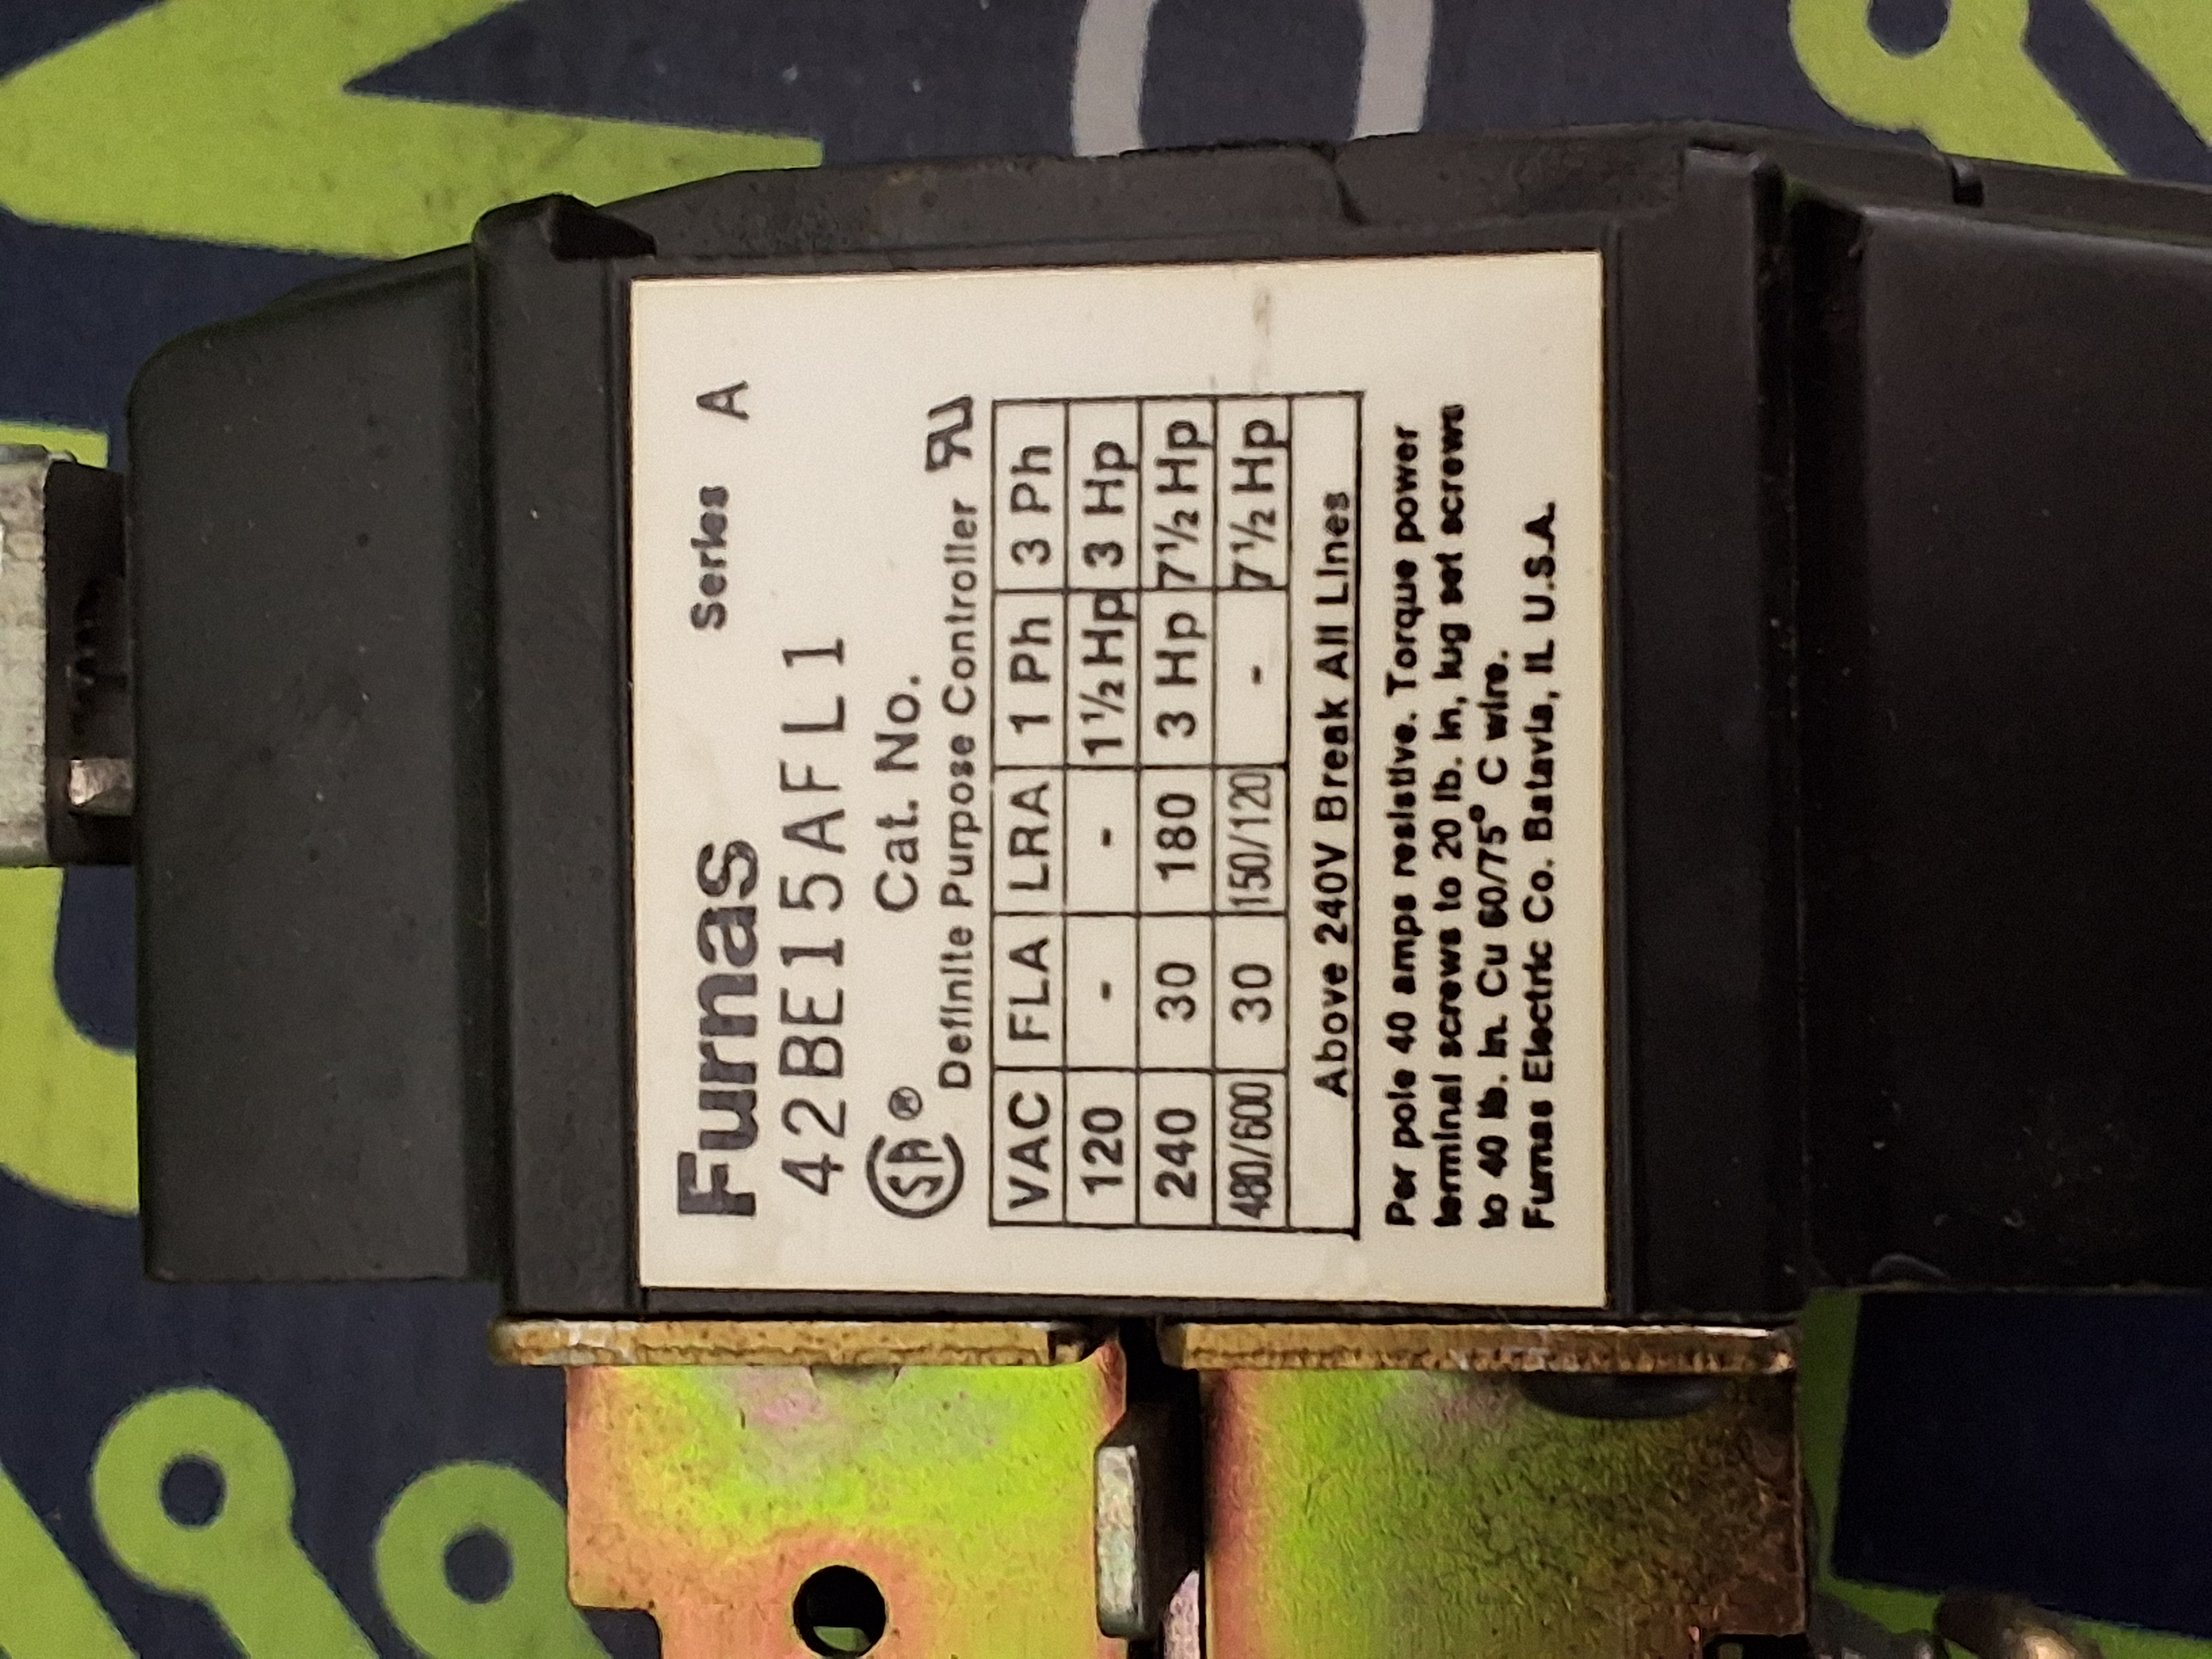 Furnas Series A
42BE15AFL1
SA® Cat. No.
Definite Purpose Controller RU
VAC FLA LRA 1 Ph 3 Ph
120 - - 1½ Hp 3 Hp
240 30 180 3 Hp 7½ Hp
480/600 30 150/120 - 7½ Hp
Above 240V Break All Lines
Per pole 40 amps resistive. Torque power
terminal screws to 20 lb. in, lug set screws
to 40 lb. in. Cu 60/75° C wire.
Furnas Electric Co. Batavia, IL U.S.A.